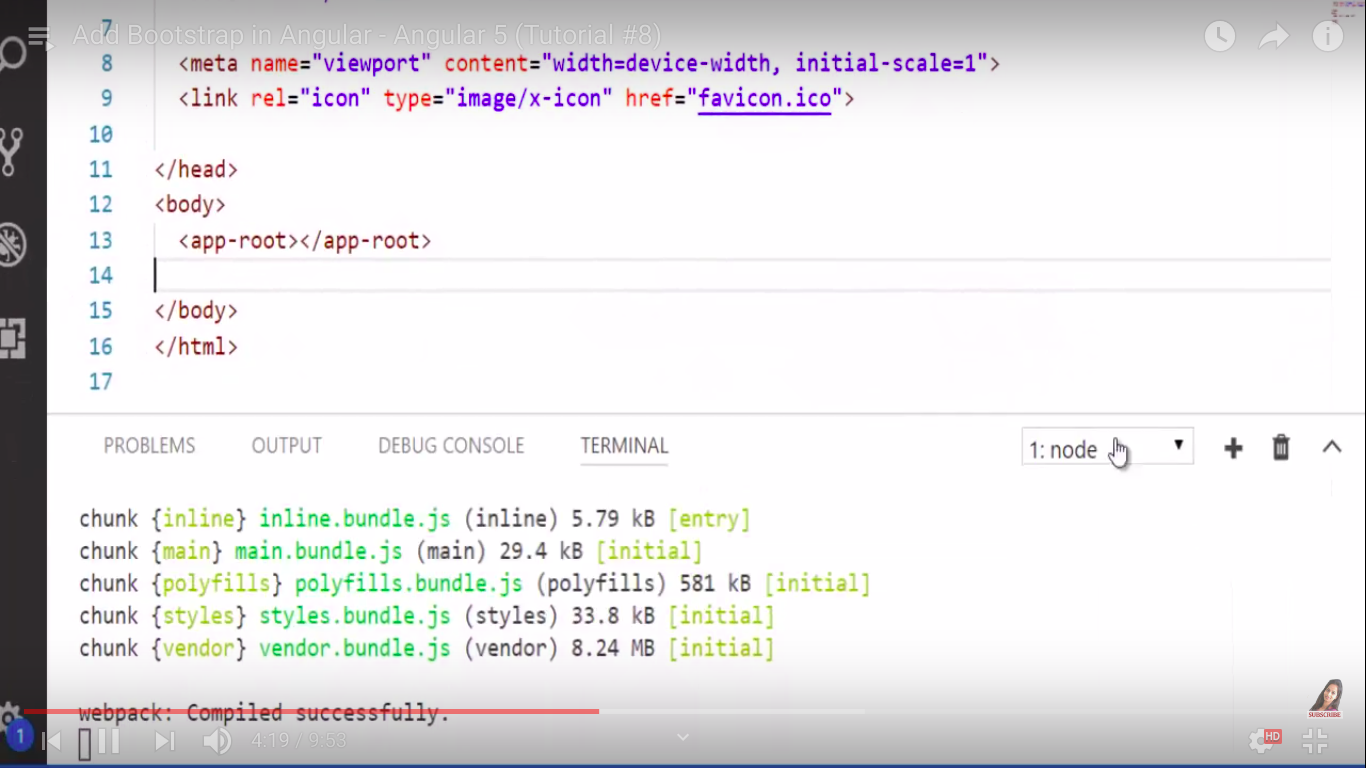 Add Bootstrap in Angular - Angular 5 (Tutorial #8)
7
8 <meta name="viewport" content="width=device-width, initial-scale=1">
9 <link rel="icon" type="image/x-icon" href="favicon.ico">
10
11 </head>
12 <body>
13 <app-root></app-root>
14
15 </body>
16 </html>
17
PROBLEMS OUTPUT DEBUG CONSOLE TERMINAL 1: node
chunk {inline} inline.bundle.js (inline) 5.79 kB [entry]
chunk {main} main.bundle.js (main) 29.4 kB [initial]
chunk {polyfills} polyfills.bundle.js (polyfills) 581 kB [initial]
chunk {styles} styles.bundle.js (styles) 33.8 kB [initial]
chunk {vendor} vendor.bundle.js (vendor) 8.24 MB [initial]
webpack: Compiled successfully.
SUBSCRIBE
1 4:19 / 9:53 HD